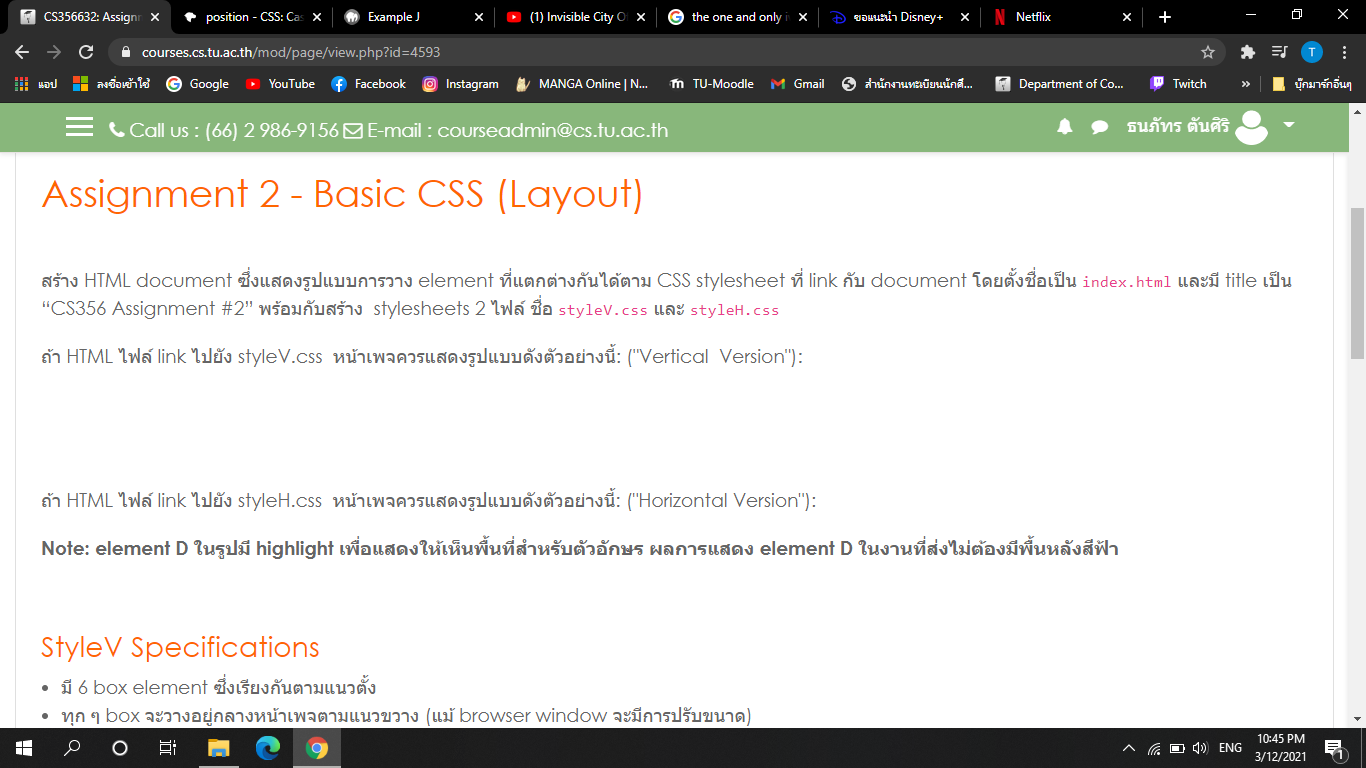 CS356632: Assignm
position - CSS: Cas
Example J
(1) Invisible City O
the one and only i
ขอแนะนำ Disney+
Netflix
courses.cs.tu.ac.th/mod/page/view.php?id=4593
T
แอป
ลงชื่อเข้าใช้
Google
YouTube
Facebook
Instagram
MANGA Online | N...
TU-Moodle
Gmail
สำนักงานทะเบียนนักศึ...
Department of Co...
Twitch
»
บุ๊กมาร์กอื่นๆ
Call us : (66) 2 986-9156 E-mail : courseadmin@cs.tu.ac.th
ธนภัทร ตันศิริ
Assignment 2 - Basic CSS (Layout)
สร้าง HTML document ซึ่งแสดงรูปแบบการวาง element ที่แตกต่างกันได้ตาม CSS stylesheet ที่ link กับ document โดยตั้งชื่อเป็น index.html และมี title เป็น
“CS356 Assignment #2” พร้อมกับสร้าง stylesheets 2 ไฟล์ ชื่อ styleV.css และ styleH.css
ถ้า HTML ไฟล์ link ไปยัง styleV.css หน้าเพจควรแสดงรูปแบบดังตัวอย่างนี้: ("Vertical Version"):
ถ้า HTML ไฟล์ link ไปยัง styleH.css หน้าเพจควรแสดงรูปแบบดังตัวอย่างนี้: ("Horizontal Version"):
Note: element D ในรูปมี highlight เพื่อแสดงให้เห็นพื้นที่สำหรับตัวอักษร ผลการแสดง element D ในงานที่ส่งไม่ต้องมีพื้นหลังสีฟ้า
StyleV Specifications
• มี 6 box element ซึ่งเรียงกันตามแนวตั้ง
• ทุก ๆ box จะวางอยู่กลางหน้าเพจตามแนวขวาง (แม้ browser window จะมีการปรับขนาด)
ENG
10:45 PM
3/12/2021
1